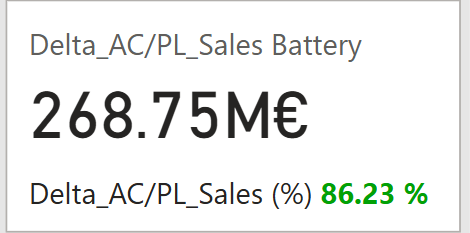 Delta_AC/PL_Sales Battery
268.75M€
Delta_AC/PL_Sales (%) 86.23 %